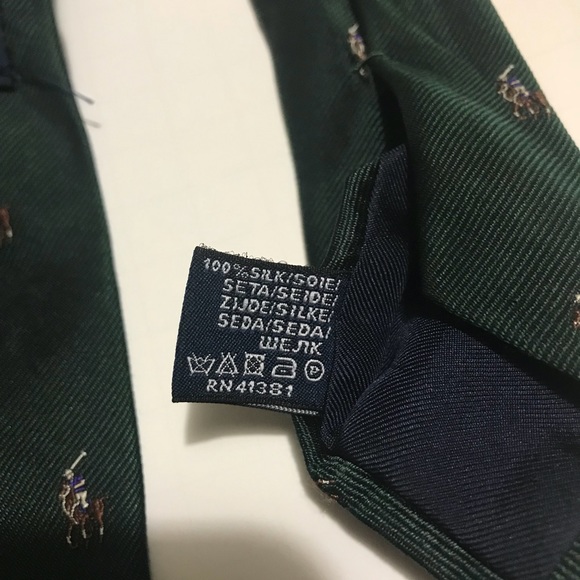 100%SILK/SOIE/
SETA/SEIDE/
ZIJDE/SILKE/
SEDA/SEDA/
ШЕЛК
P
RN41381